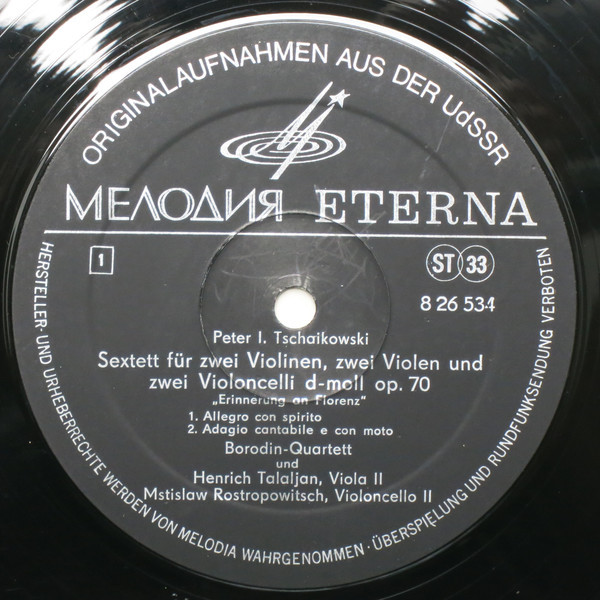 ORIGINALAUFNAHMEN AUS DER UdSSR
МЕЛОДИЯ ETERNA
1
ST 33
8 26 534
Peter I. Tschaikowski
Sextett für zwei Violinen, zwei Violen und
zwei Violoncelli d-moll op. 70
„Erinnerung an Florenz“
1. Allegro con spirito
2. Adagio cantabile e con moto
Borodin-Quartett
und
Henrich Talaljan, Viola II
Mstislaw Rostropowitsch, Violoncello II
HERSTELLER- UND URHEBERRECHTE WERDEN VON MELODIA WAHRGENOMMEN · ÜBERSPIELUNG UND RUNDFUNKSENDUNG VERBOTEN